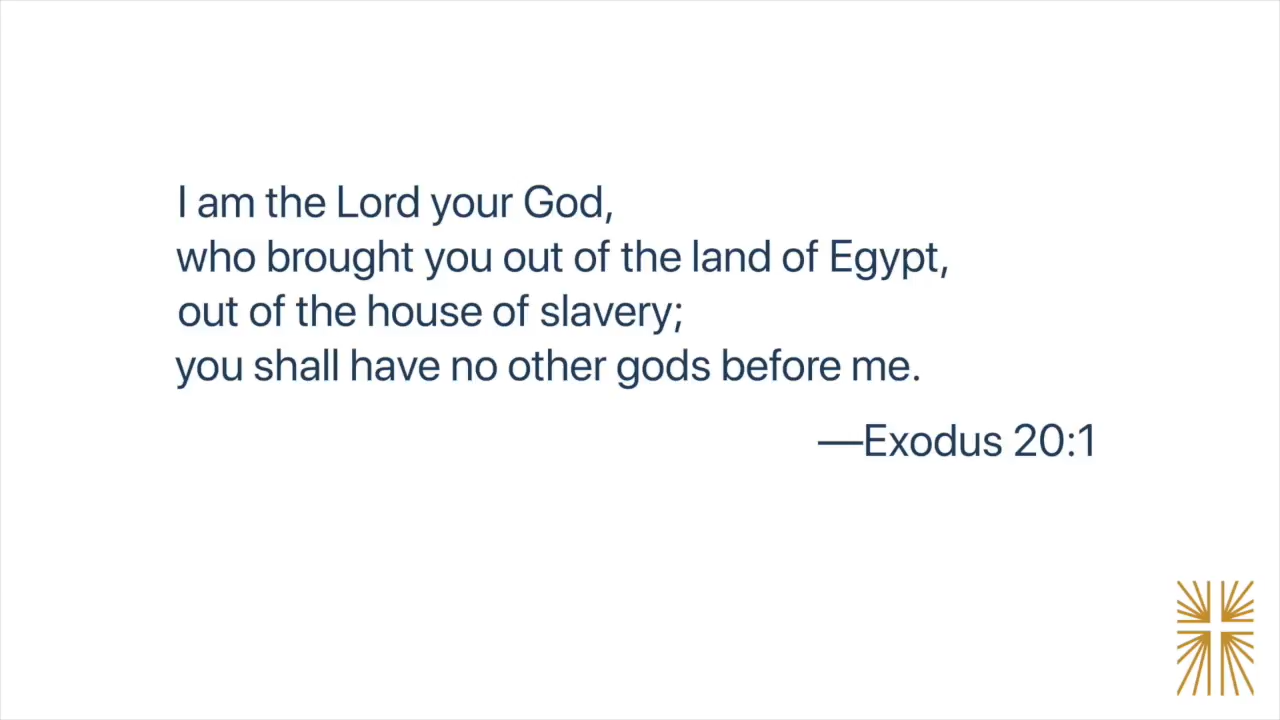 I am the Lord your God,
who brought you out of the land of Egypt,
out of the house of slavery;
you shall have no other gods before me.
—Exodus 20:1